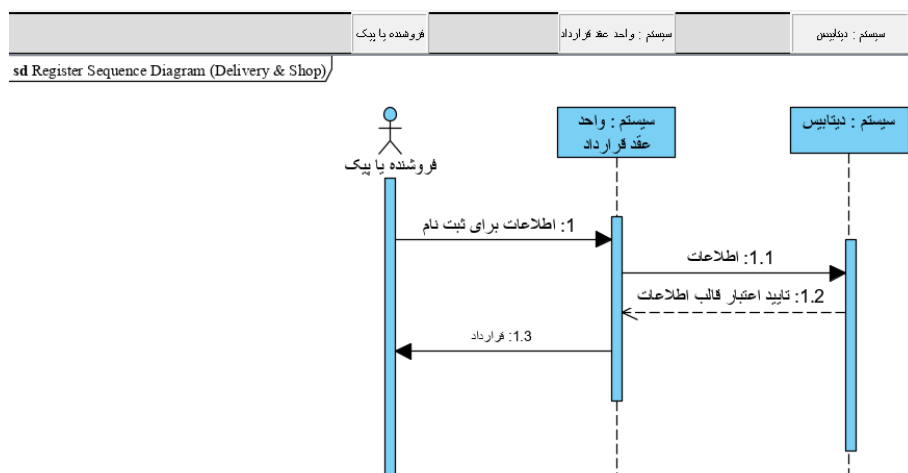 فروشنده یا پیک
سیستم : واحد عقد قرارداد
سیستم : دیتابیس
sd Register Sequence Diagram (Delivery & Shop)
فروشنده یا پیک
سیستم : واحد
عقد قرارداد
سیستم : دیتابیس
1: اطلاعات برای ثبت نام
1.1: اطلاعات
1.2: تایید اعتبار قالب اطلاعات
1.3: قرارداد